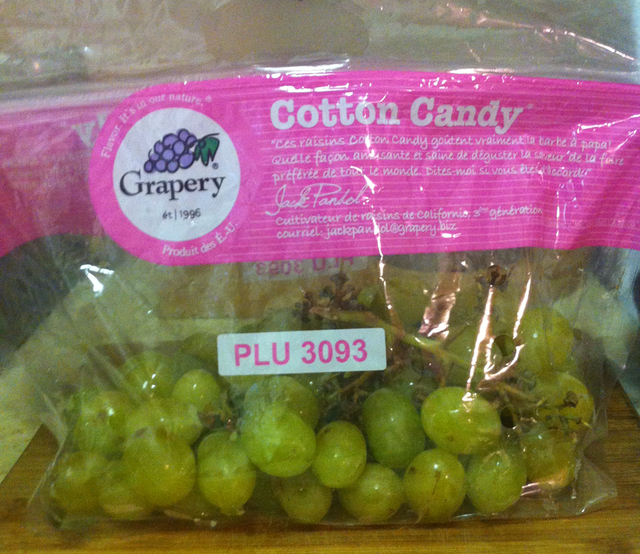 Flavor. It's in our nature.®
Grapery®
ét | 1996
Produit des É.-U.
Cotton Candy
"Ces raisins Cotton Candy goûtent vraiment la barbe à papa!
Quelle façon amusante et saine de déguster la saveur de la foire
préférée de tout le monde. Dites-moi si vous êtes d'accord!"
Jack Pandol
Cultivateur de raisins de Californie, 3e génération
courriel: jackpandol@grapery.biz
PLU 3093